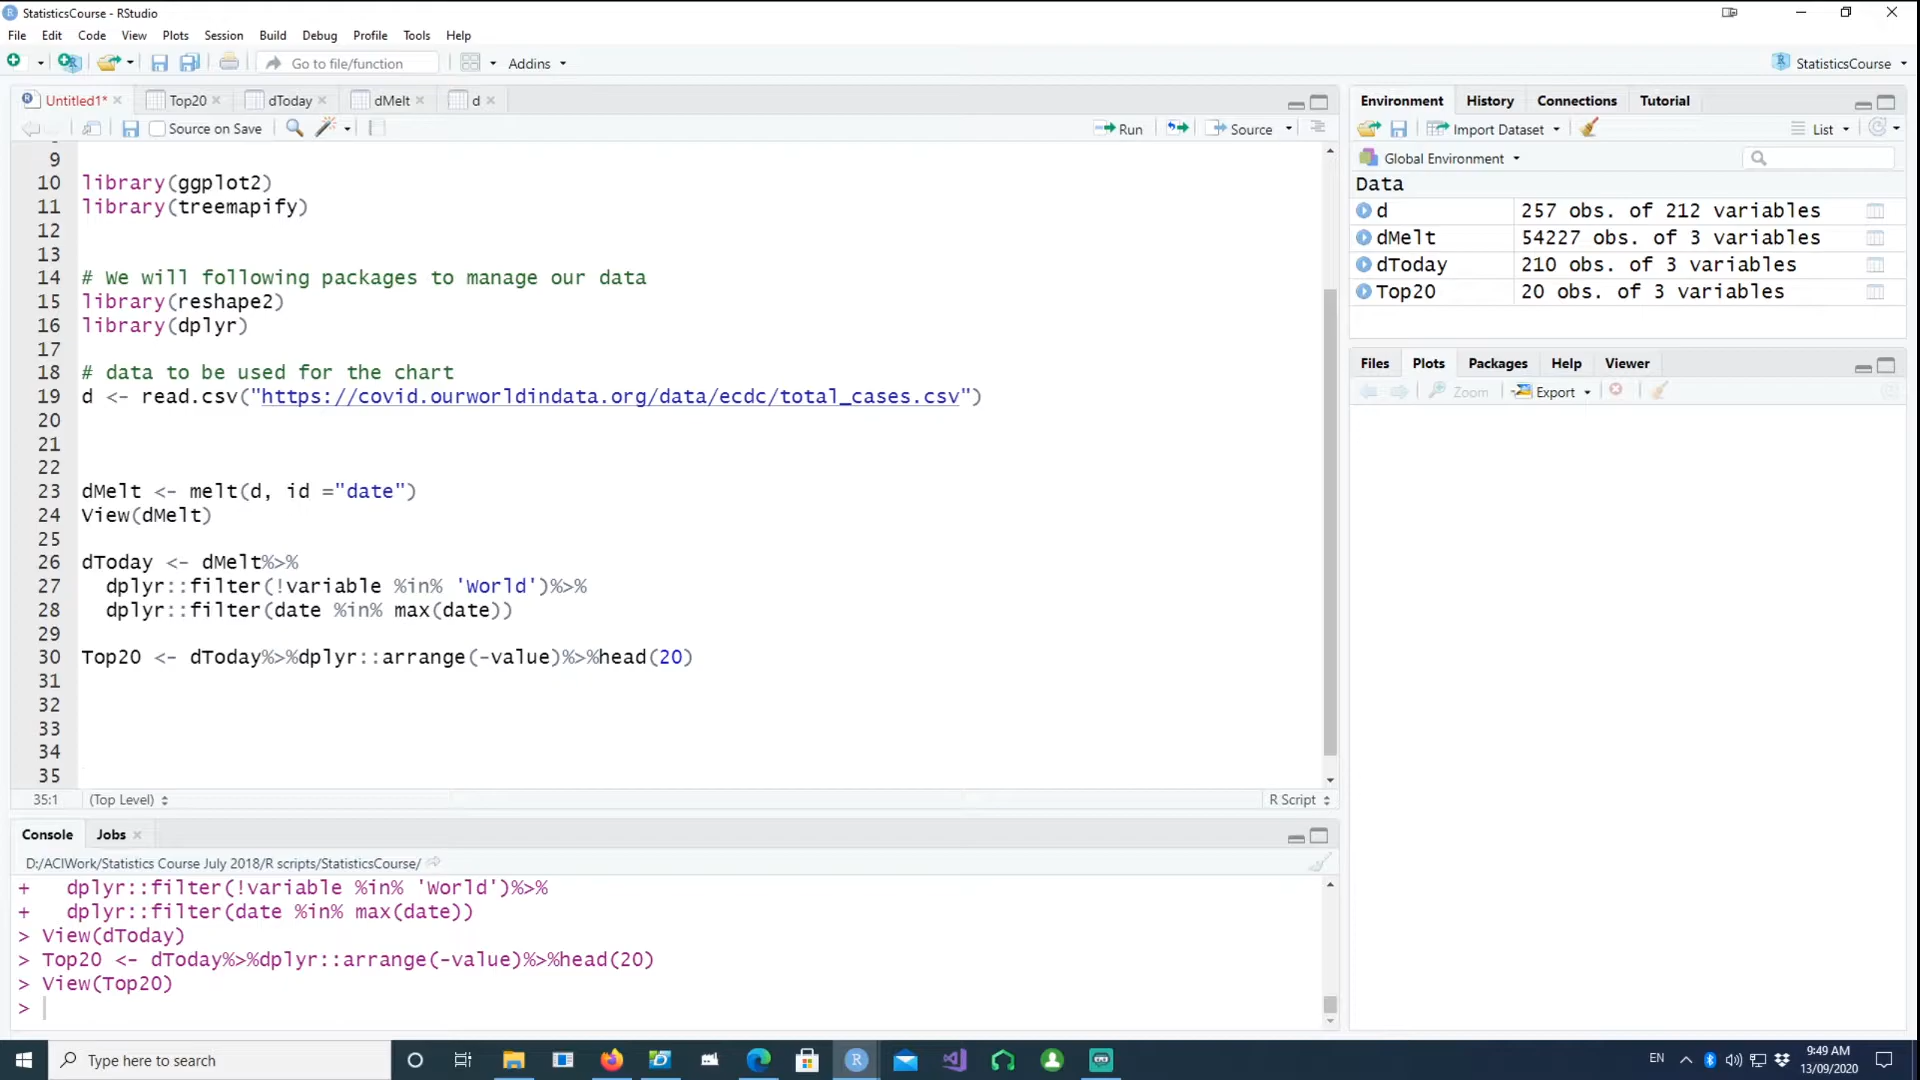 StatisticsCourse - RStudio
File Edit Code View Plots Session Build Debug Profile Tools Help
Go to file/function Addins StatisticsCourse
Untitled1* Top20 dToday dMelt d
Source on Save Run Source
9
10 library(ggplot2)
11 library(treemapify)
12
13
14 # We will following packages to manage our data
15 library(reshape2)
16 library(dplyr)
17
18 # data to be used for the chart
19 d <- read.csv("https://covid.ourworldindata.org/data/ecdc/total_cases.csv")
20
21
22
23 dMelt <- melt(d, id ="date")
24 View(dMelt)
25
26 dToday <- dMelt%>%
27 dplyr::filter(!variable %in% 'World')%>%
28 dplyr::filter(date %in% max(date))
29
30 Top20 <- dToday%>%dplyr::arrange(-value)%>%head(20)
31
32
33
34
35
35:1 (Top Level) R Script
Console Jobs
D:/ACIWork/Statistics Course July 2018/R scripts/StatisticsCourse/
+ dplyr::filter(!variable %in% 'World')%>%
+ dplyr::filter(date %in% max(date))
> View(dToday)
> Top20 <- dToday%>%dplyr::arrange(-value)%>%head(20)
> View(Top20)
>
Environment History Connections Tutorial
Import Dataset List
Global Environment
Data
d 257 obs. of 212 variables
dMelt 54227 obs. of 3 variables
dToday 210 obs. of 3 variables
Top20 20 obs. of 3 variables
Files Plots Packages Help Viewer
Zoom Export
Type here to search
EN
9:49 AM
13/09/2020